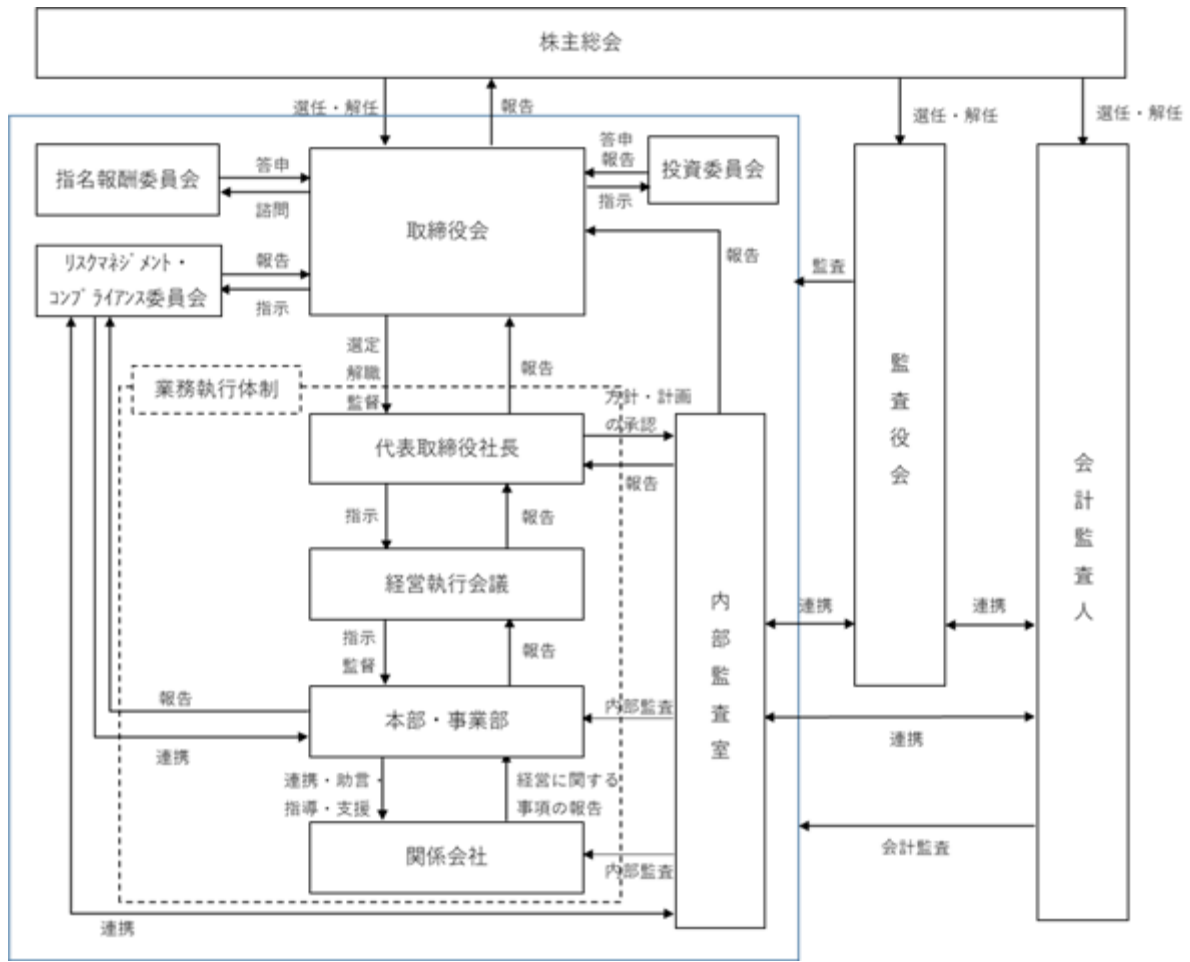 株主総会
選任・解任
報告
選任・解任
選任・解任
指名報酬委員会
答申
諮問
取締役会
答申
報告
指示
投資委員会
リスクマネジメント・
コンプライアンス委員会
報告
指示
報告
監査
選定
解職
監督
報告
業務執行体制
方針・計画
の承認
代表取締役社長
報告
指示
報告
経営執行会議
指示
監督
報告
本部・事業部
報告
連携
内部監査
連携・助言・
指導・支援
経営に関する
事項の報告
関係会社
内部監査
連携
内部監査室
監査役会
会計監査人
連携
連携
連携
会計監査